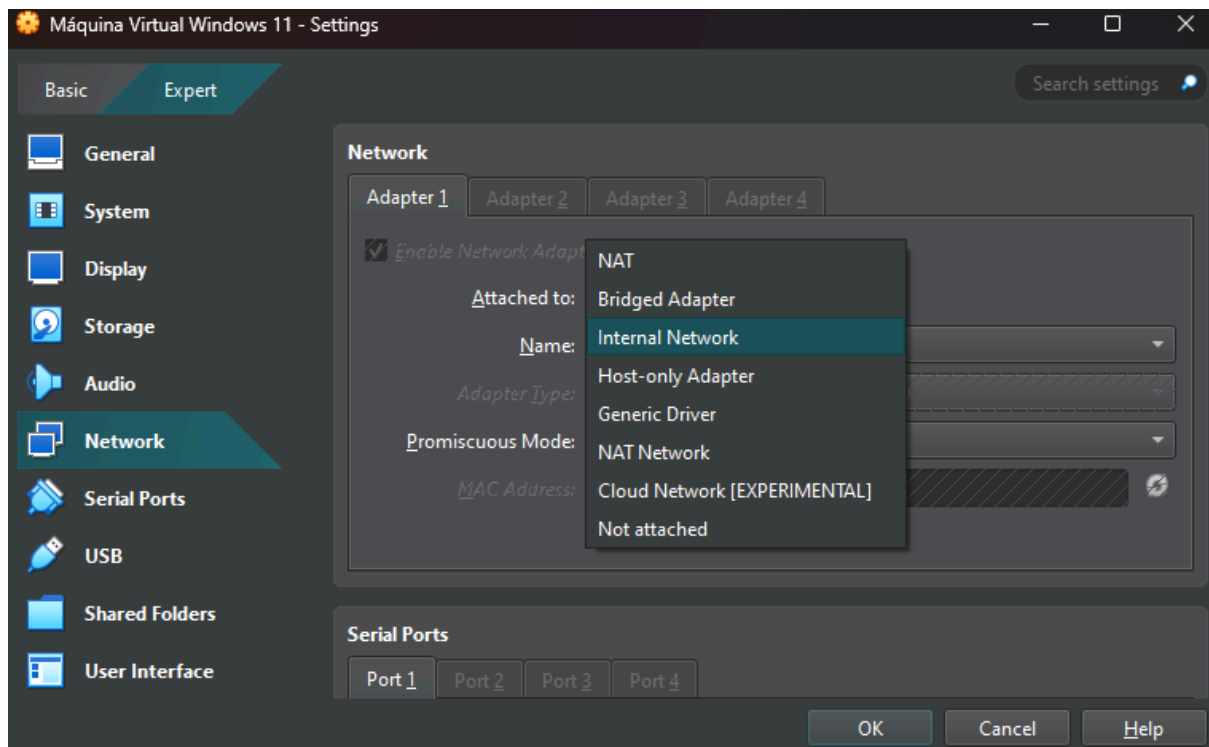 Máquina Virtual Windows 11 - Settings
Basic
Expert
Search settings
General
System
Display
Storage
Audio
Network
Serial Ports
USB
Shared Folders
User Interface
Network
Adapter 1
Adapter 2
Adapter 3
Adapter 4
Enable Network Adapt
Attached to:
Name:
Adapter Type:
Promiscuous Mode:
MAC Address:
NAT
Bridged Adapter
Internal Network
Host-only Adapter
Generic Driver
NAT Network
Cloud Network [EXPERIMENTAL]
Not attached
Serial Ports
Port 1
Port 2
Port 3
Port 4
OK
Cancel
Help